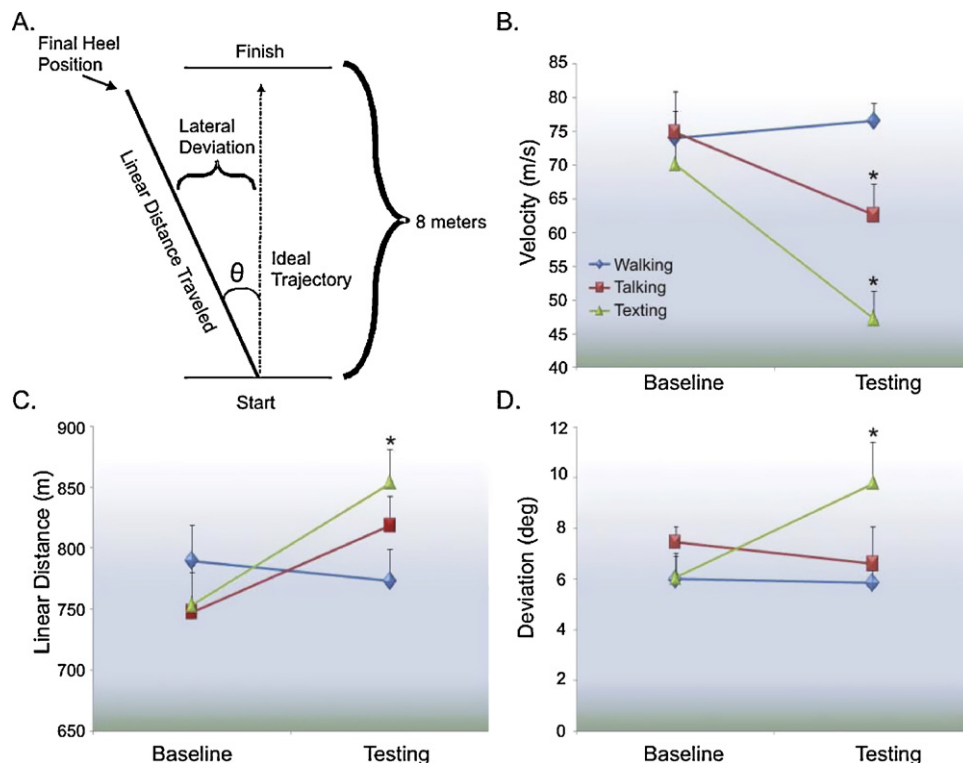 A.
Final Heel
Position
Finish
Lateral
Deviation
Linear Distance Traveled
θ
Ideal
Trajectory
8 meters
Start
B.
Velocity (m/s)
85
80
75
70
65
60
55
50
45
40
*
*
Walking
Talking
Texting
Baseline
Testing
C.
Linear Distance (m)
900
850
800
750
700
650
*
Baseline
Testing
D.
Deviation (deg)
12
10
8
6
4
2
0
*
Baseline
Testing